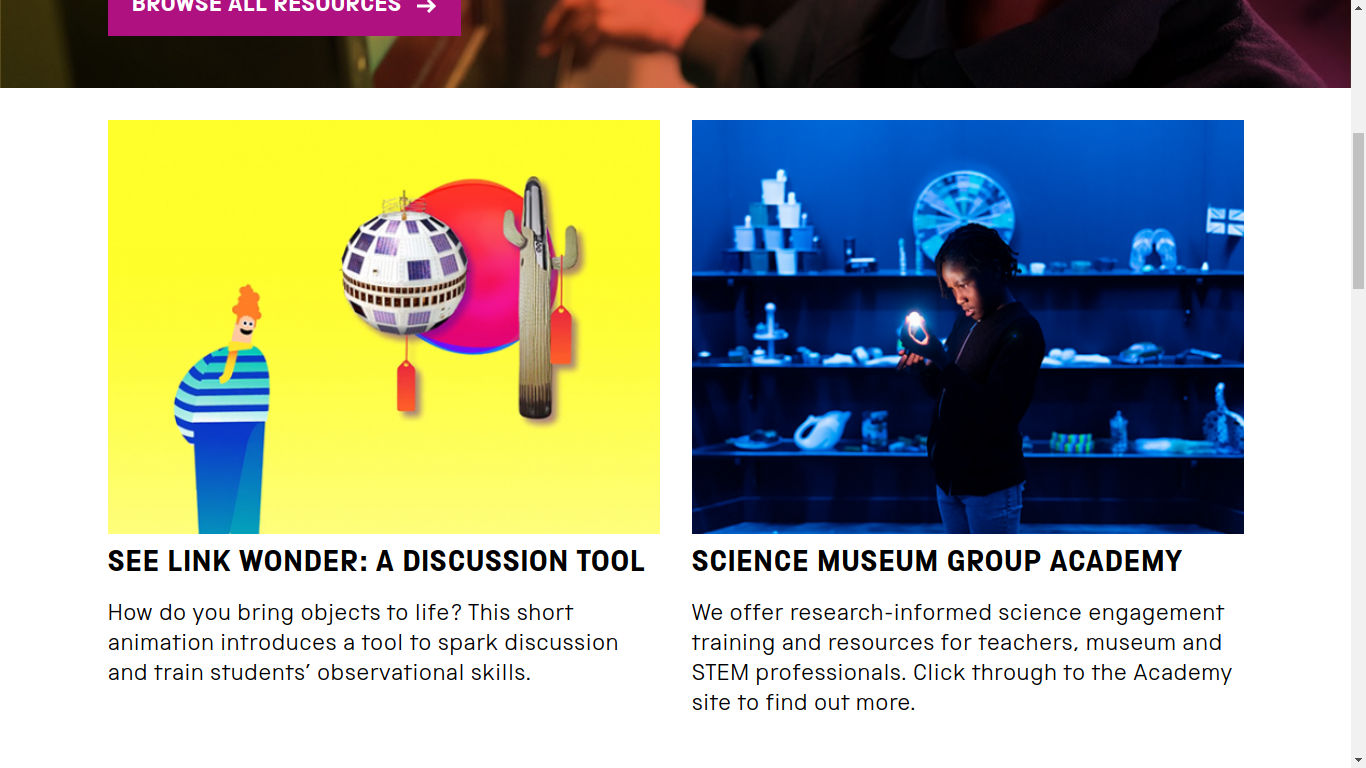 BROWSE ALL RESOURCES →
SEE LINK WONDER: A DISCUSSION TOOL
How do you bring objects to life? This short
animation introduces a tool to spark discussion
and train students’ observational skills.
SCIENCE MUSEUM GROUP ACADEMY
We offer research-informed science engagement
training and resources for teachers, museum and
STEM professionals. Click through to the Academy
site to find out more.